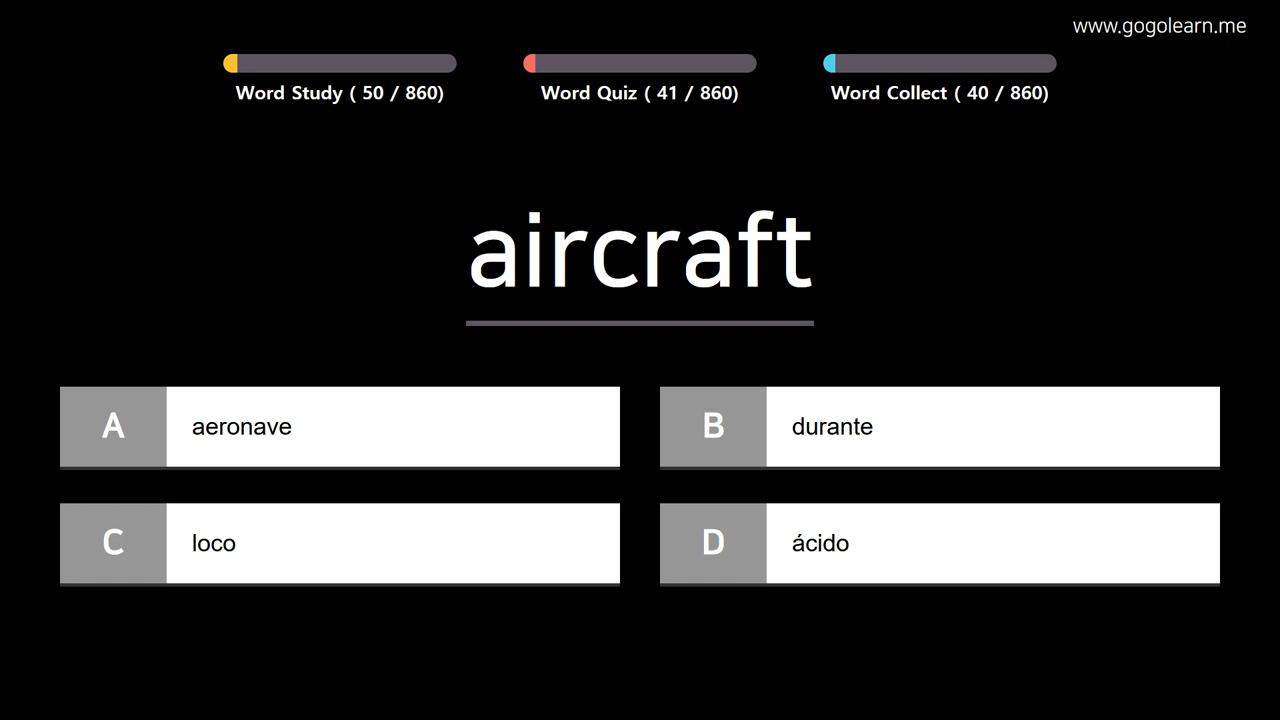 www.gogolearn.me
Word Study ( 50 / 860)
Word Quiz ( 41 / 860)
Word Collect ( 40 / 860)
aircraft
A aeronave
B durante
C loco
D ácido